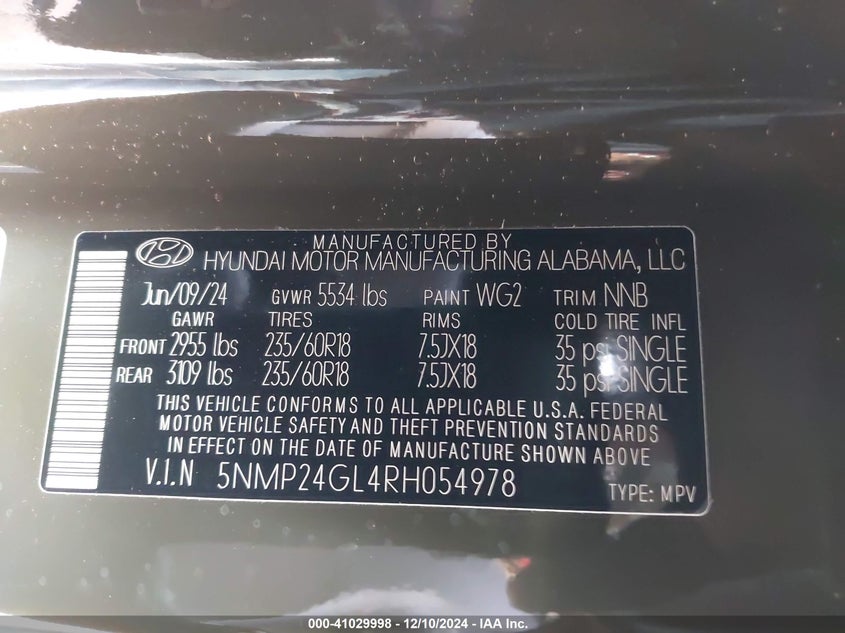 MANUFACTURED BY
HYUNDAI MOTOR MANUFACTURING ALABAMA, LLC
Jun/09/24 GVWR 5534 lbs PAINT WG2 TRIM NNB
GAWR TIRES RIMS COLD TIRE INFL
FRONT 2955 lbs 235/60R18 7.5JX18 35 psi SINGLE
REAR 3109 lbs 235/60R18 7.5JX18 35 psi SINGLE
THIS VEHICLE CONFORMS TO ALL APPLICABLE U.S.A. FEDERAL
MOTOR VEHICLE SAFETY AND THEFT PREVENTION STANDARDS
IN EFFECT ON THE DATE OF MANUFACTURE SHOWN ABOVE
V.I.N 5NMP24GL4RH054978
TYPE: MPV
000-41029998 - 12/10/2024 - IAA Inc.